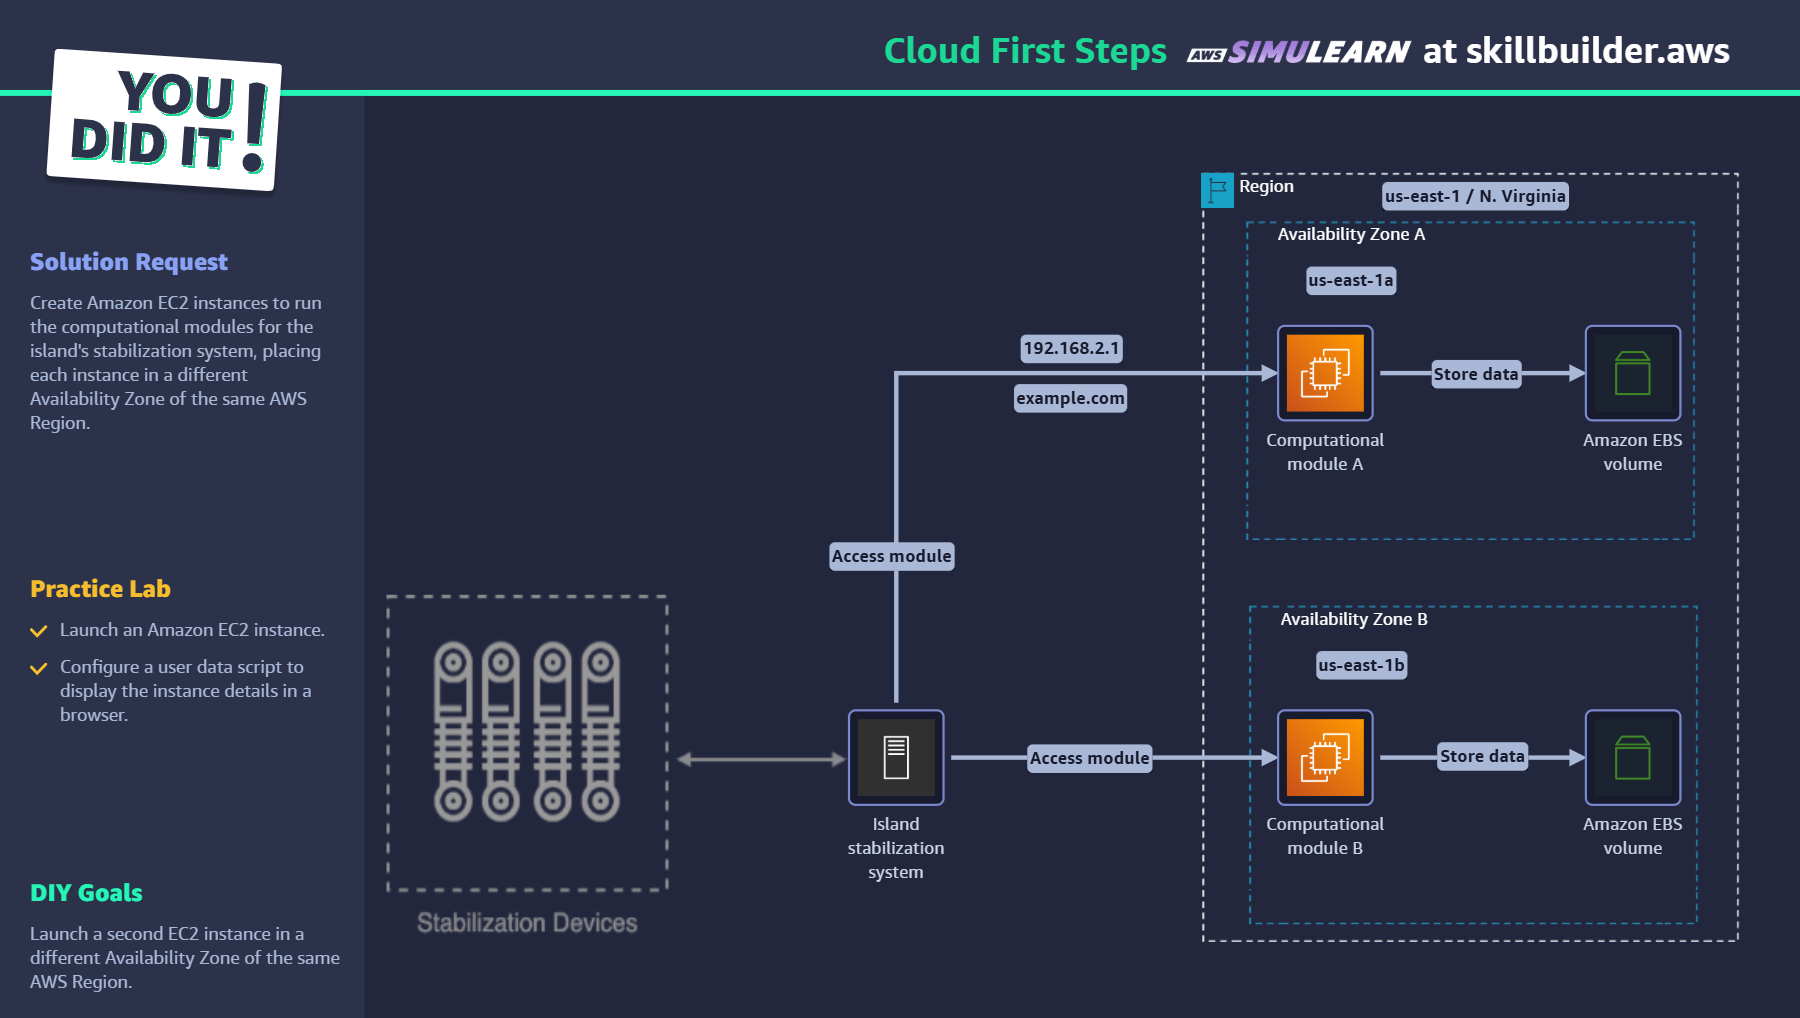 Cloud First Steps AWS SIMULEARN at skillbuilder.aws
YOU
DID IT!
Solution Request
Create Amazon EC2 instances to run
the computational modules for the
island's stabilization system, placing
each instance in a different
Availability Zone of the same AWS
Region.
Practice Lab
Launch an Amazon EC2 instance.
Configure a user data script to
display the instance details in a
browser.
DIY Goals
Launch a second EC2 instance in a
different Availability Zone of the same
AWS Region.
Region
us-east-1 / N. Virginia
Availability Zone A
us-east-1a
192.168.2.1
example.com
Store data
Computational
module A
Amazon EBS
volume
Access module
Availability Zone B
us-east-1b
Access module
Store data
Computational
module B
Amazon EBS
volume
Island
stabilization
system
Stabilization Devices